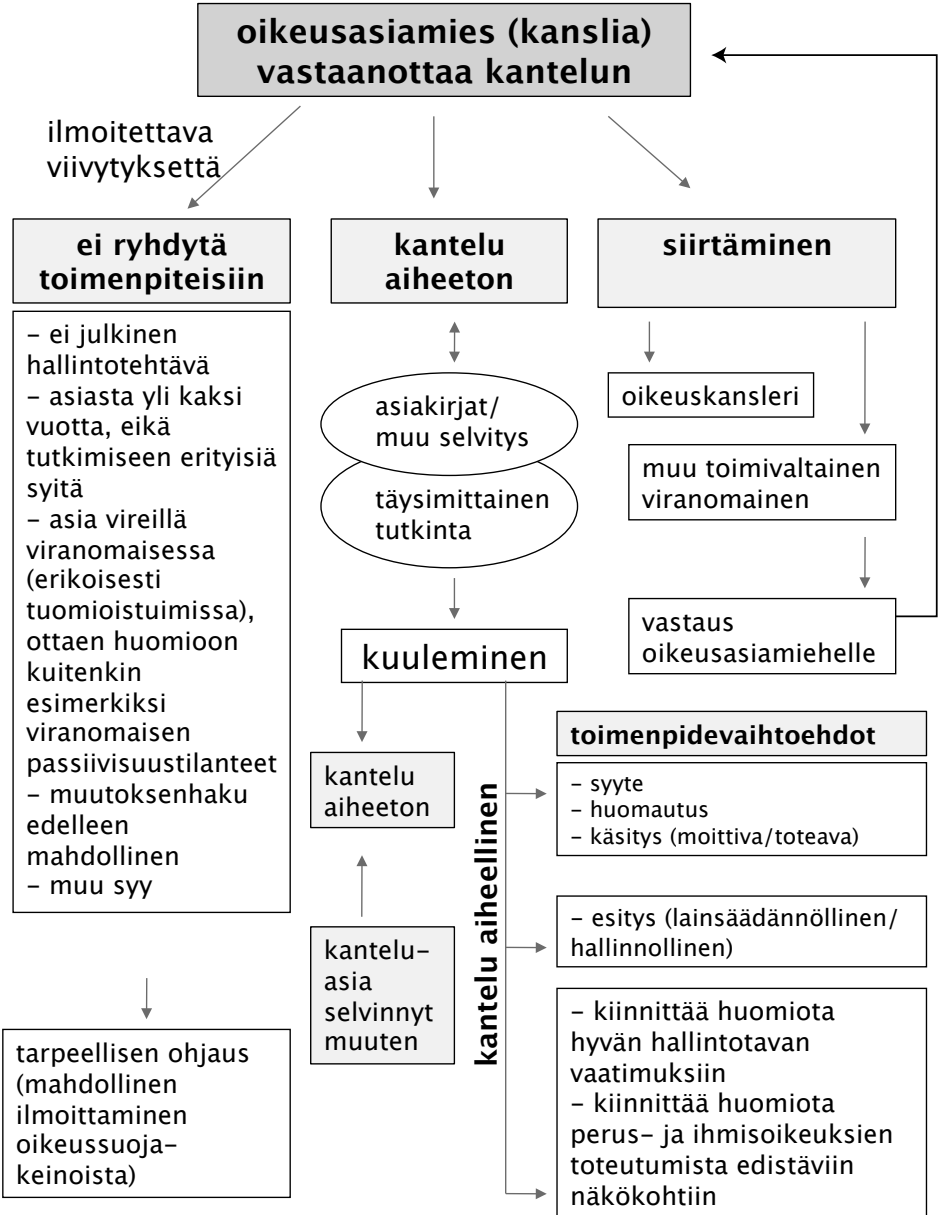 oikeusasiamies (kanslia)
vastaanottaa kantelun
ilmoitettava
viivytyksettä
ei ryhdytä
toimenpiteisiin
– ei julkinen
hallintotehtävä
– asiasta yli kaksi
vuotta, eikä
tutkimiseen erityisiä
syitä
– asia vireillä
viranomaisessa
(erikoisesti
tuomioistuimissa),
ottaen huomioon
kuitenkin
esimerkiksi
viranomaisen
passiivisuustilanteet
– muutoksenhaku
edelleen
mahdollinen
– muu syy
tarpeellisen ohjaus
(mahdollinen
ilmoittaminen
oikeussuoja-
keinoista)
kantelu
aiheeton
asiakirjat/
muu selvitys
täysimittainen
tutkinta
kuuleminen
kantelu
aiheeton
kantelu-
asia
selvinnyt
muuten
kantelu aiheellinen
siirtäminen
oikeuskansleri
muu toimivaltainen
viranomainen
vastaus
oikeusasiamiehelle
toimenpidevaihtoehdot
– syyte
– huomautus
– käsitys (moittiva/toteava)
– esitys (lainsäädännöllinen/
hallinnollinen)
– kiinnittää huomiota
hyvän hallintotavan
vaatimuksiin
– kiinnittää huomiota
perus- ja ihmisoikeuksien
toteutumista edistäviin
näkökohtiin